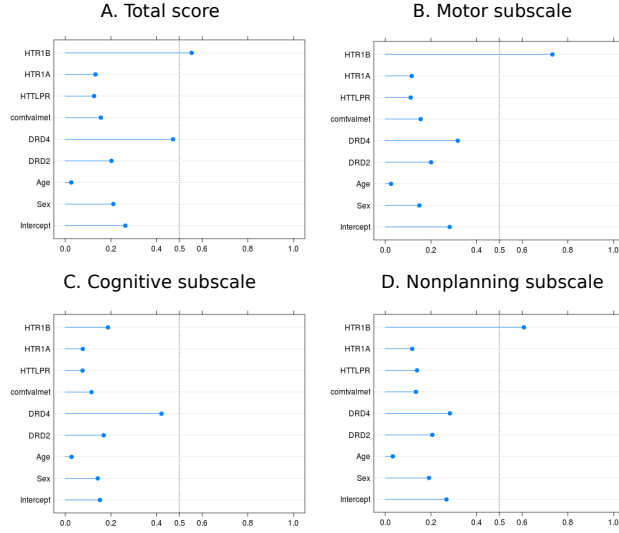 A. Total score
HTR1B
HTR1A
HTTLPR
comtvalmet
DRD4
DRD2
Age
Sex
Intercept
0.0 0.2 0.4 0.5 0.6 0.8 1.0
B. Motor subscale
HTR1B
HTR1A
HTTLPR
comtvalmet
DRD4
DRD2
Age
Sex
Intercept
0.0 0.2 0.4 0.5 0.6 0.8 1.0
C. Cognitive subscale
HTR1B
HTR1A
HTTLPR
comtvalmet
DRD4
DRD2
Age
Sex
Intercept
0.0 0.2 0.5 0.6 0.8 1.0
D. Nonplanning subscale
HTR1B
HTR1A
HTTLPR
comtvalmet
DRD4
DRD2
Age
Sex
Intercept
0.0 0.2 0.5 0.6 0.8 1.0